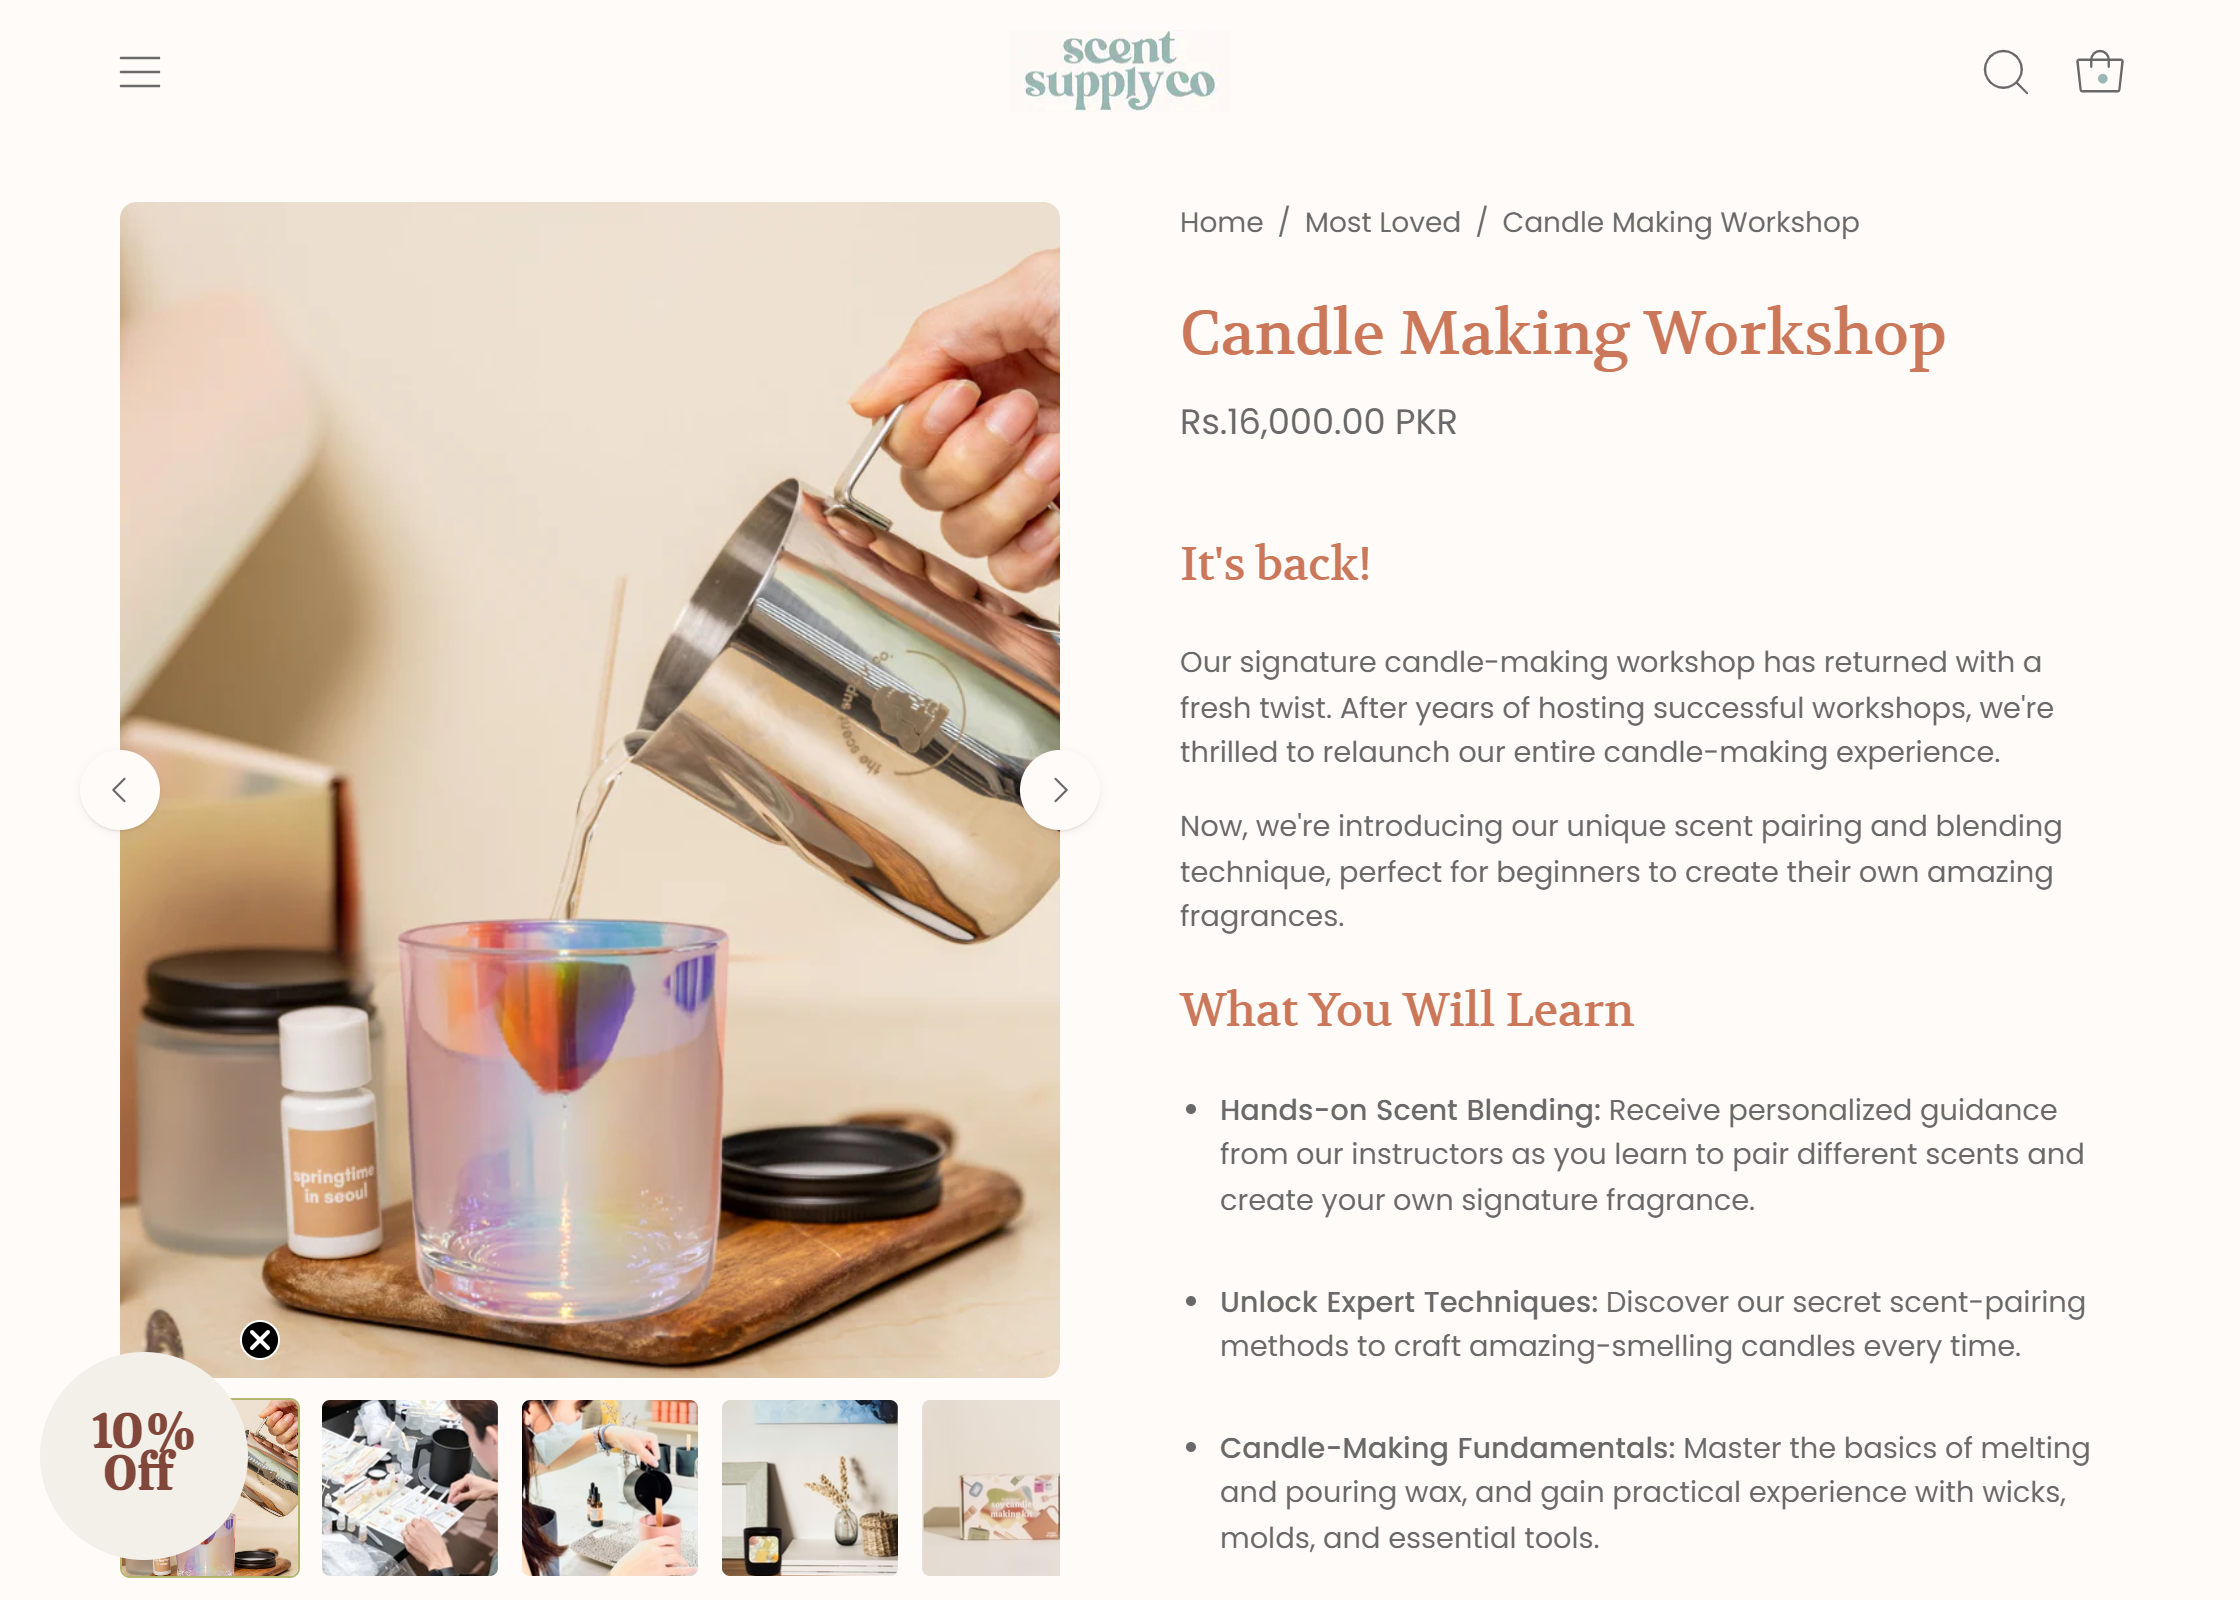 scent
supply co
Home / Most Loved / Candle Making Workshop
Candle Making Workshop
Rs.16,000.00 PKR
It's back!
Our signature candle-making workshop has returned with a
fresh twist. After years of hosting successful workshops, we're
thrilled to relaunch our entire candle-making experience.
Now, we're introducing our unique scent pairing and blending
technique, perfect for beginners to create their own amazing
fragrances.
What You Will Learn
Hands-on Scent Blending: Receive personalized guidance
from our instructors as you learn to pair different scents and
create your own signature fragrance.
Unlock Expert Techniques: Discover our secret scent-pairing
methods to craft amazing-smelling candles every time.
Candle-Making Fundamentals: Master the basics of melting
and pouring wax, and gain practical experience with wicks,
molds, and essential tools.
the scent supply co.
springtime
in seoul
10%
Off
soy candle
making kit